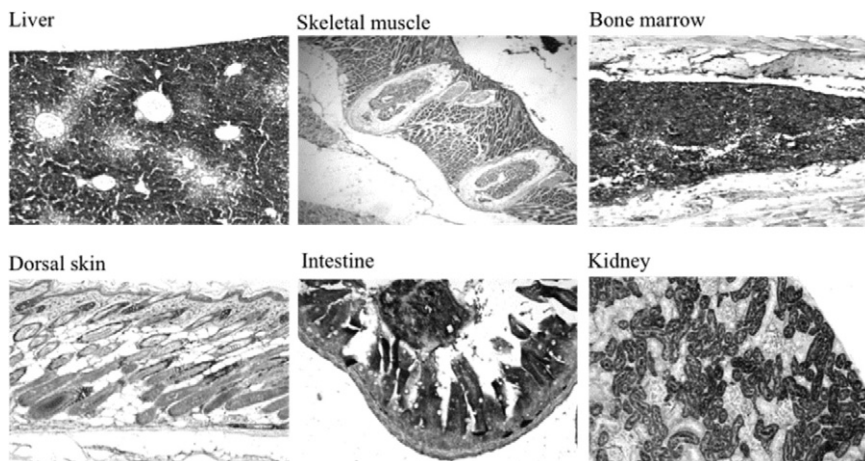 Liver
Skeletal muscle
Bone marrow
Dorsal skin
Intestine
Kidney